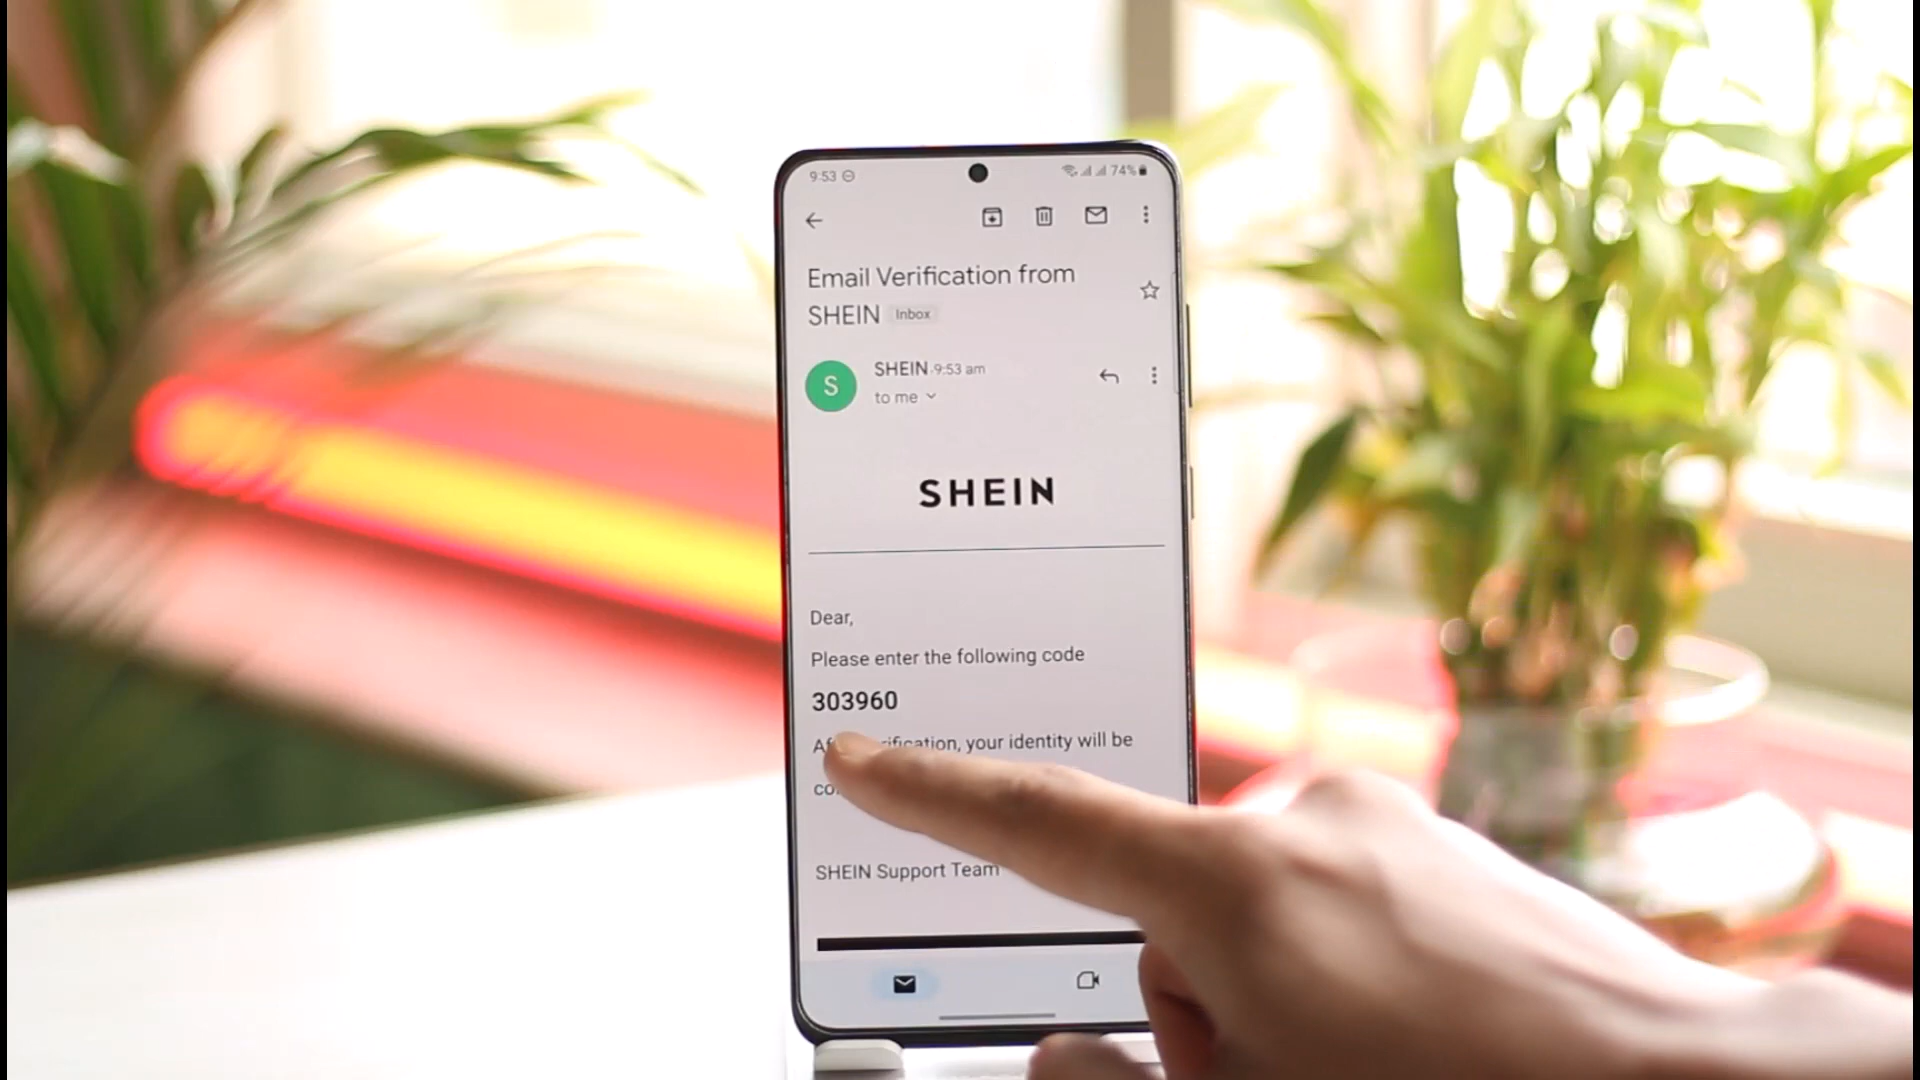 9:53
74%
Email Verification from
SHEIN Inbox
S
SHEIN 9:53 am
to me
SHEIN
Dear,
Please enter the following code
303960
your identity will be
SHEIN Support Team